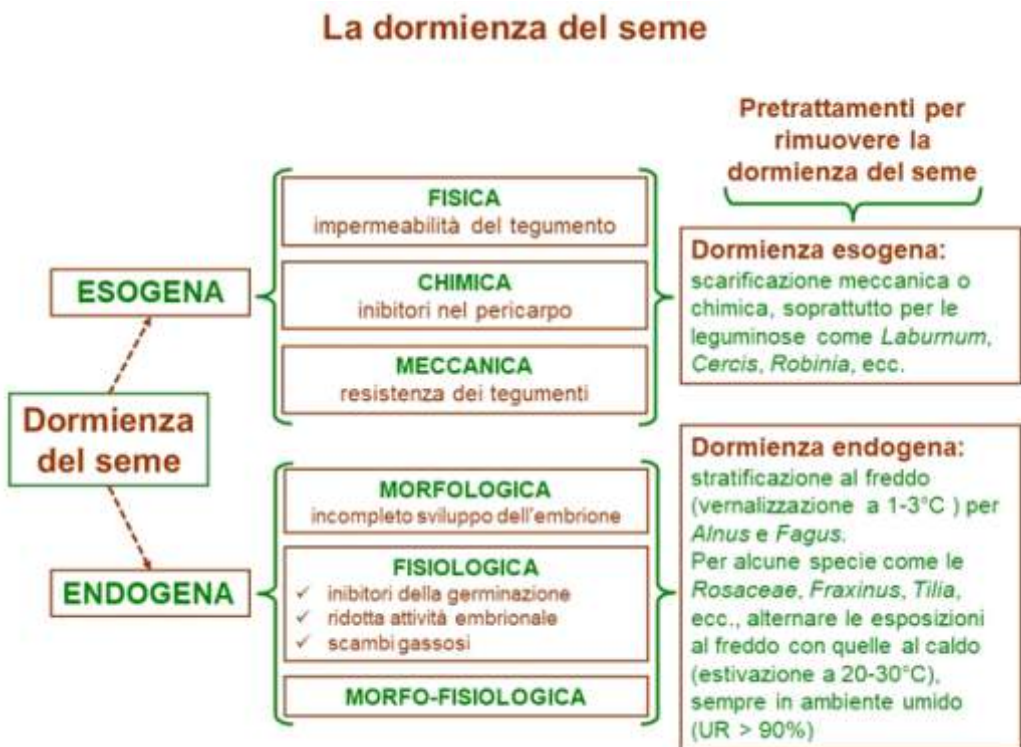 La dormienza del seme
Pretrattamenti per
rimuovere la
dormienza del seme
Dormienza
del seme
ESOGENA
FISICA
impermeabilità del tegumento
CHIMICA
inibitori nel pericarpo
MECCANICA
resistenza dei tegumenti
Dormienza esogena:
scarificazione meccanica o
chimica, soprattutto per le
leguminose come Laburnum,
Cercis, Robinia, ecc.
ENDOGENA
MORFOLOGICA
incompleto sviluppo dell'embrione
FISIOLOGICA
✓ inibitori della germinazione
✓ ridotta attività embrionale
✓ scambi gassosi
MORFO-FISIOLOGICA
Dormienza endogena:
stratificazione al freddo
(vernalizzazione a 1-3°C ) per
Alnus e Fagus.
Per alcune specie come le
Rosaceae, Fraxinus, Tilia,
ecc., alternare le esposizioni
al freddo con quelle al caldo
(estivazione a 20-30°C),
sempre in ambiente umido
(UR > 90%)